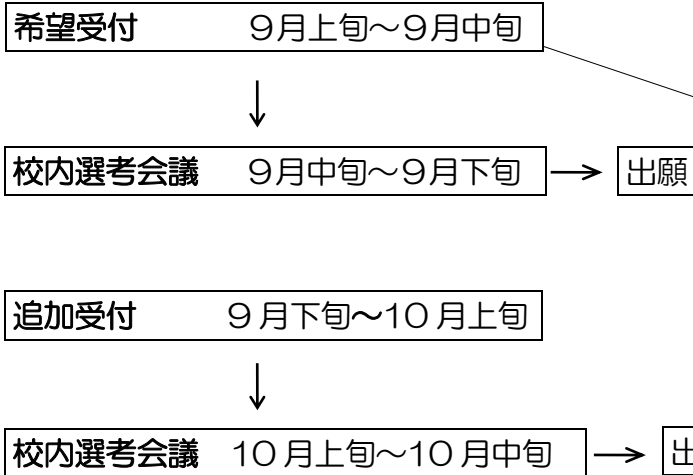 希望受付 9月上旬～9月中旬
校内選考会議 9月中旬～9月下旬 出願
追加受付 9月下旬～10月上旬
校内選考会議 10月上旬～10月中旬 出